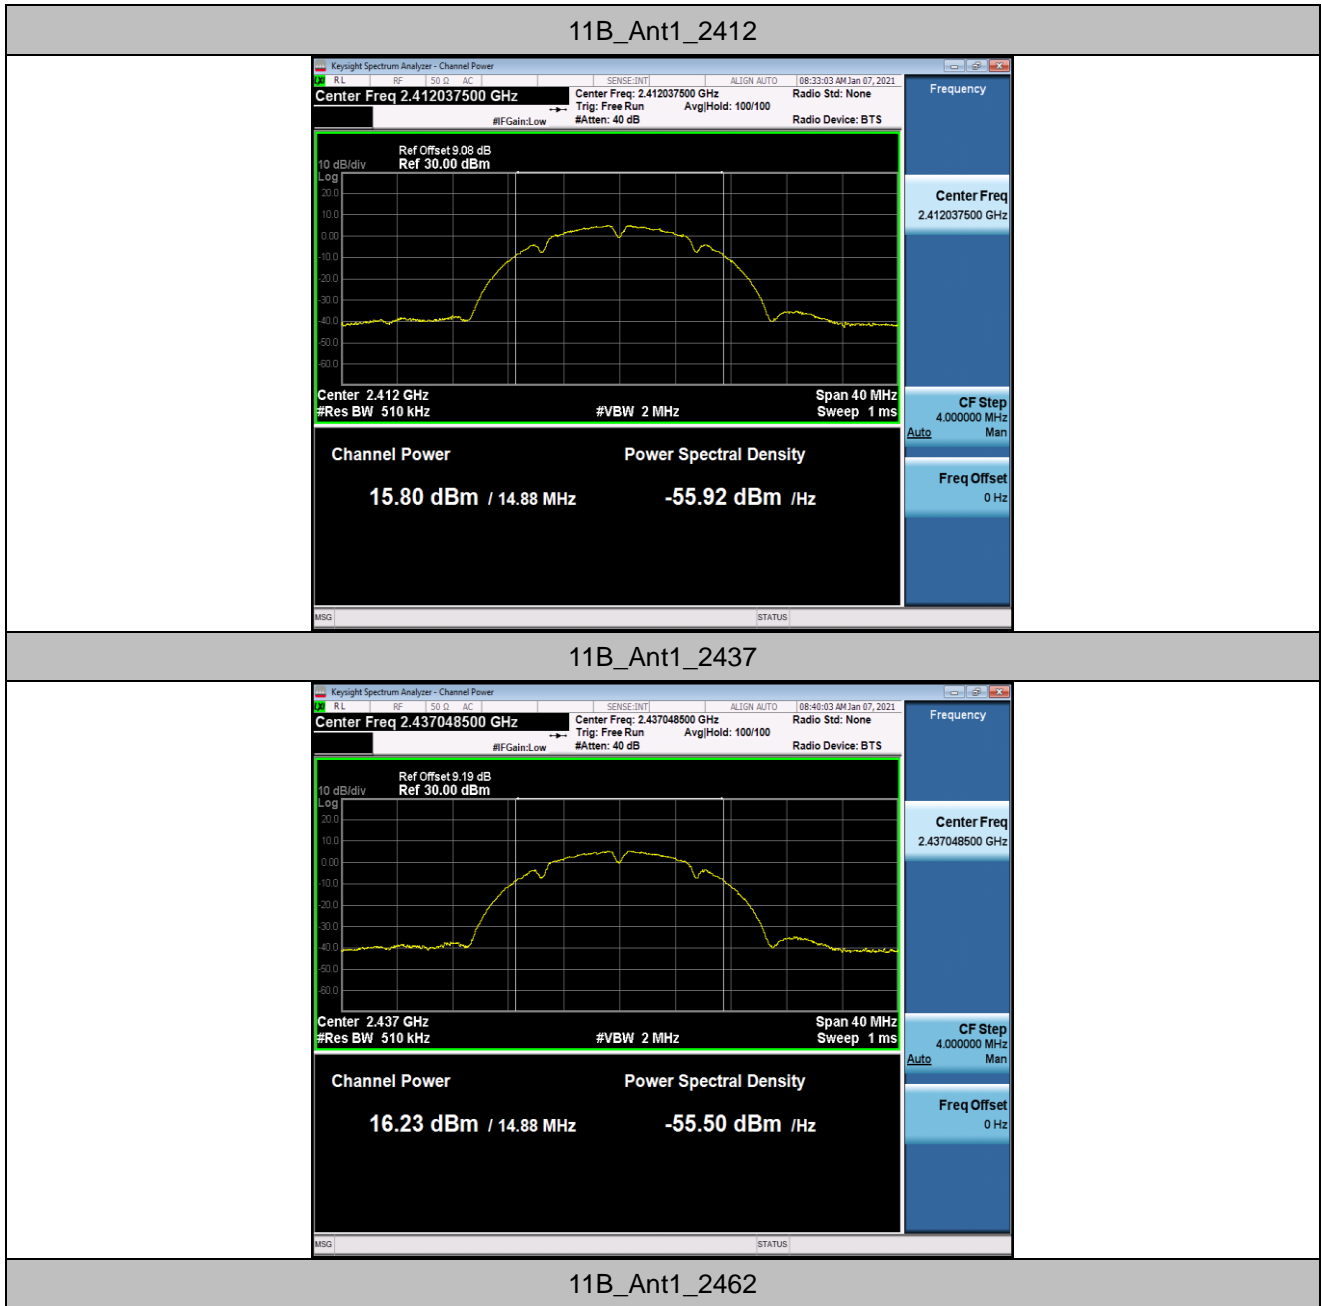 11B_Ant1_2412
Keysight Spectrum Analyzer - Channel Power
RL RF 50 Ω AC SENSE:INT ALIGN AUTO 08:33:03 AM Jan 07, 2021
Center Freq 2.412037500 GHz
Center Freq: 2.412037500 GHz
Radio Std: None
Trig: Free Run Avg|Hold: 100/100
#IFGain:Low
#Atten: 40 dB
Radio Device: BTS
Frequency
Ref Offset 9.08 dB
10 dB/div Ref 30.00 dBm
Log
20.0
10.0
0.00
-10.0
-20.0
-30.0
-40.0
-50.0
-60.0
Center 2.412 GHz Span 40 MHz
#Res BW 510 kHz #VBW 2 MHz Sweep 1 ms
Center Freq
2.412037500 GHz
CF Step
4.000000 MHz
Auto Man
Freq Offset
0 Hz
Channel Power Power Spectral Density
15.80 dBm / 14.88 MHz -55.92 dBm /Hz
MSG STATUS
11B_Ant1_2437
Keysight Spectrum Analyzer - Channel Power
RL RF 50 Ω AC SENSE:INT ALIGN AUTO 08:40:03 AM Jan 07, 2021
Center Freq 2.437048500 GHz
Center Freq: 2.437048500 GHz
Radio Std: None
Trig: Free Run Avg|Hold: 100/100
#IFGain:Low
#Atten: 40 dB
Radio Device: BTS
Frequency
Ref Offset 9.19 dB
10 dB/div Ref 30.00 dBm
Log
20.0
10.0
0.00
-10.0
-20.0
-30.0
-40.0
-50.0
-60.0
Center 2.437 GHz Span 40 MHz
#Res BW 510 kHz #VBW 2 MHz Sweep 1 ms
Center Freq
2.437048500 GHz
CF Step
4.000000 MHz
Auto Man
Freq Offset
0 Hz
Channel Power Power Spectral Density
16.23 dBm / 14.88 MHz -55.50 dBm /Hz
MSG STATUS
11B_Ant1_2462